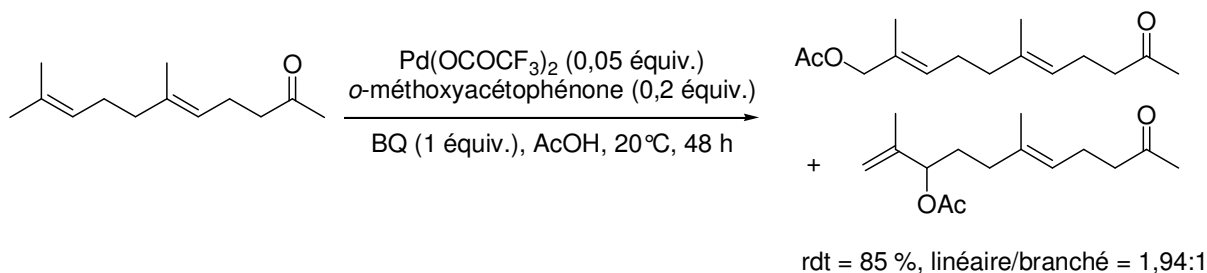 O
Pd(OCOCF3)2 (0,05 équiv.)
o-méthoxyacétophénone (0,2 équiv.)
BQ (1 équiv.), AcOH, 20°C, 48 h
AcO
O
+
O
OAc
rdt = 85 %, linéaire/branché = 1,94:1